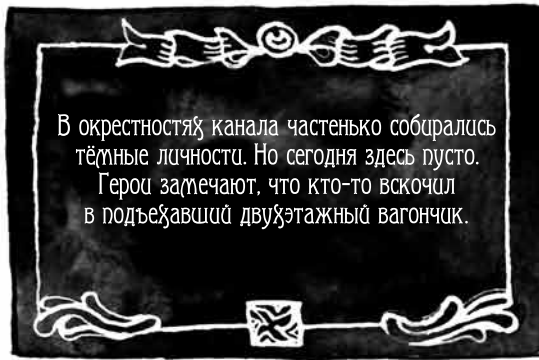 В окрестностях канала частенько собирались
тёмные личности. Но сегодня здесь пусто.
Герои замечают, что кто-то вскочил
в подъехавший двухэтажный вагончик.